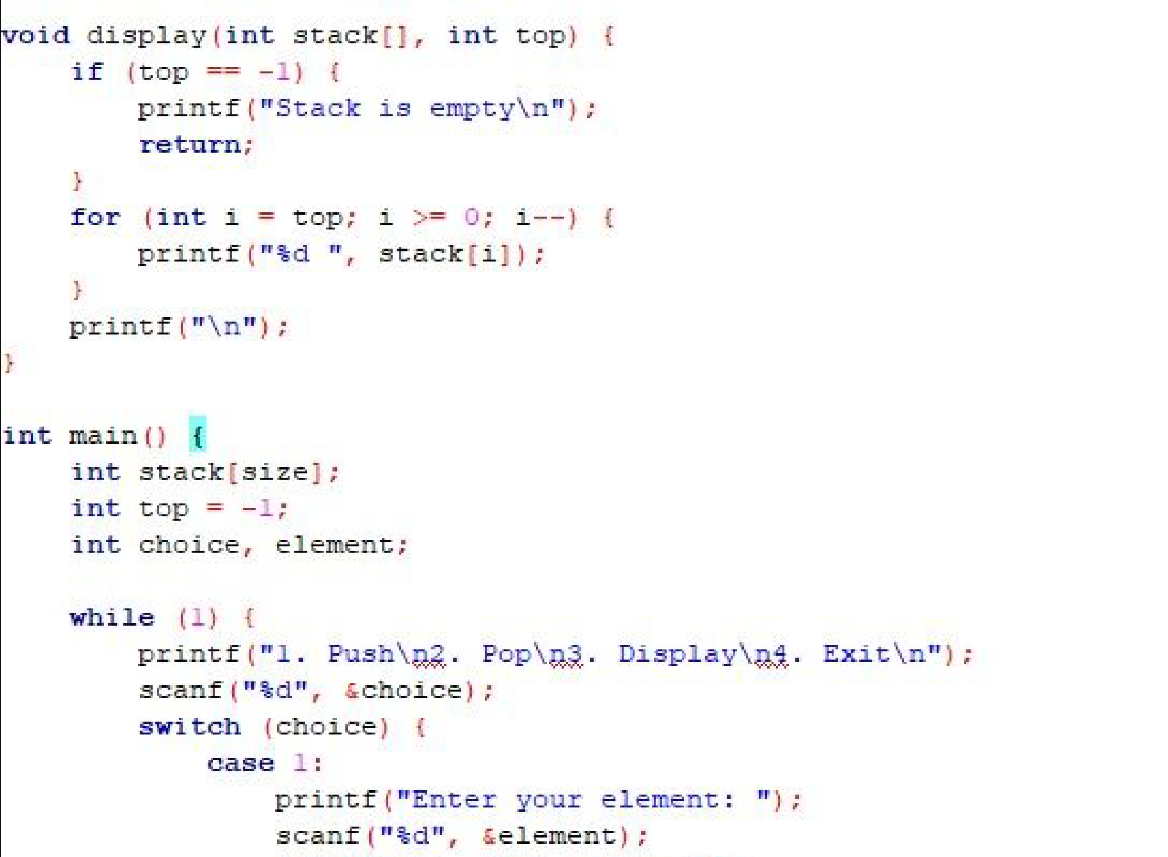 void display(int stack[], int top) {
    if (top == -1) {
        printf("Stack is empty\n");
        return;
    }
    for (int i = top; i >= 0; i--) {
        printf("%d ", stack[i]);
    }
    printf("\n");
}

int main() {
    int stack[size];
    int top = -1;
    int choice, element;

    while (1) {
        printf("1. Push\n2. Pop\n3. Display\n4. Exit\n");
        scanf("%d", &choice);
        switch (choice) {
            case 1:
                printf("Enter your element: ");
                scanf("%d", &element);